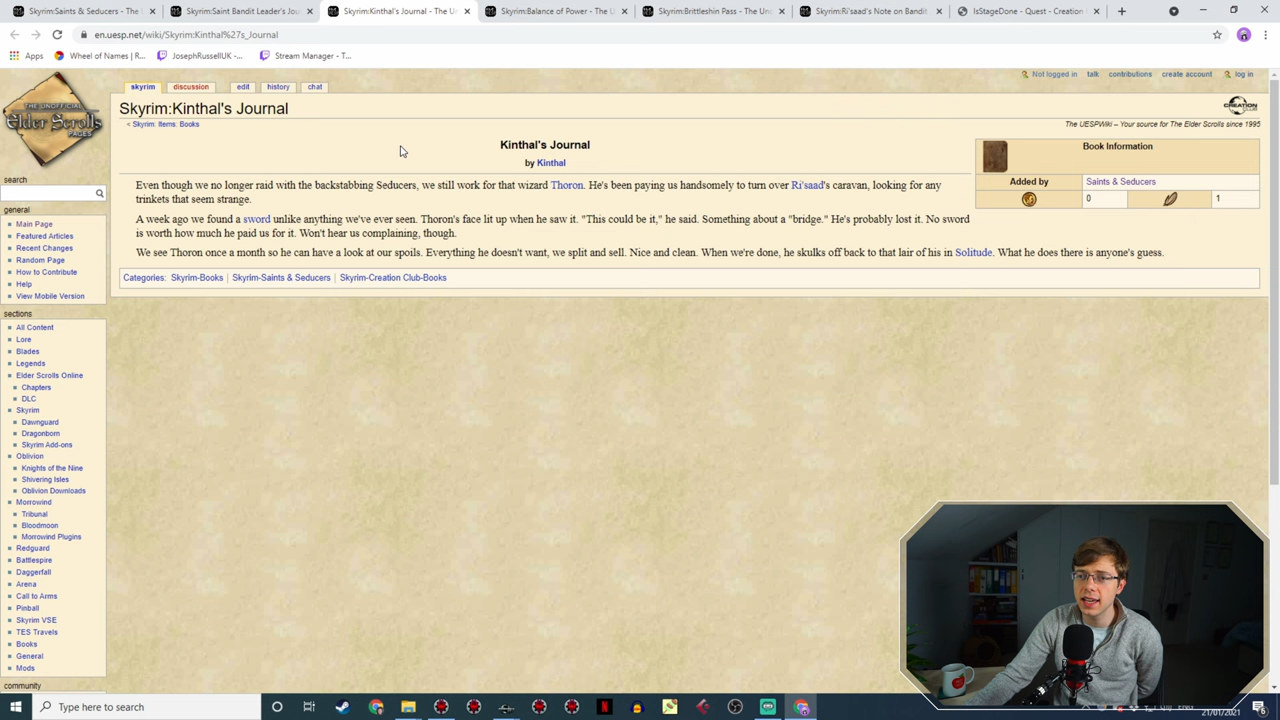 Skyrim:Saints & Seducers - The
Skyrim:Saint Bandit Leader's Jou
Skyrim:Kinthal's Journal - The Un
Skyrim:Balance of Power - The U
Skyrim:Brittleshin Pass - The Unc
Skyrim:Ri'saad's Note on Bandit
IsStageDone - Quest - Creation K
en.uesp.net/wiki/Skyrim:Kinthal%27s_Journal
Apps
Wheel of Names | R...
JosephRussellUK -...
Stream Manager - T...
Not logged in talk contributions create account log in
THE UNOFFICIAL
Elder Scrolls
PAGES
skyrim discussion edit history chat
Skyrim:Kinthal's Journal
CREATION
CLUB
< Skyrim: Items: Books
The UESPWiki – Your source for The Elder Scrolls since 1995
Kinthal's Journal
by Kinthal
Even though we no longer raid with the backstabbing Seducers, we still work for that wizard Thoron. He's been paying us handsomely to turn over Ri'saad's caravan, looking for any
trinkets that seem strange.
A week ago we found a sword unlike anything we've ever seen. Thoron's face lit up when he saw it. "This could be it," he said. Something about a "bridge." He's probably lost it. No sword
is worth how much he paid us for it. Won't hear us complaining, though.
We see Thoron once a month so he can have a look at our spoils. Everything he doesn't want, we split and sell. Nice and clean. When we're done, he skulks off back to that lair of his in Solitude. What he does there is anyone's guess.
Book Information
Added by Saints & Seducers
0 1
Categories: Skyrim-Books | Skyrim-Saints & Seducers | Skyrim-Creation Club-Books
search
general
Main Page
Featured Articles
Recent Changes
Random Page
How to Contribute
Help
View Mobile Version
sections
All Content
Lore
Blades
Legends
Elder Scrolls Online
Chapters
DLC
Skyrim
Dawnguard
Dragonborn
Skyrim Add-ons
Oblivion
Knights of the Nine
Shivering Isles
Oblivion Downloads
Morrowind
Tribunal
Bloodmoon
Morrowind Plugins
Redguard
Battlespire
Daggerfall
Arena
Call to Arms
Pinball
Skyrim VSE
TES Travels
Books
General
Mods
community
Type here to search
ENG
21/01/2021
6